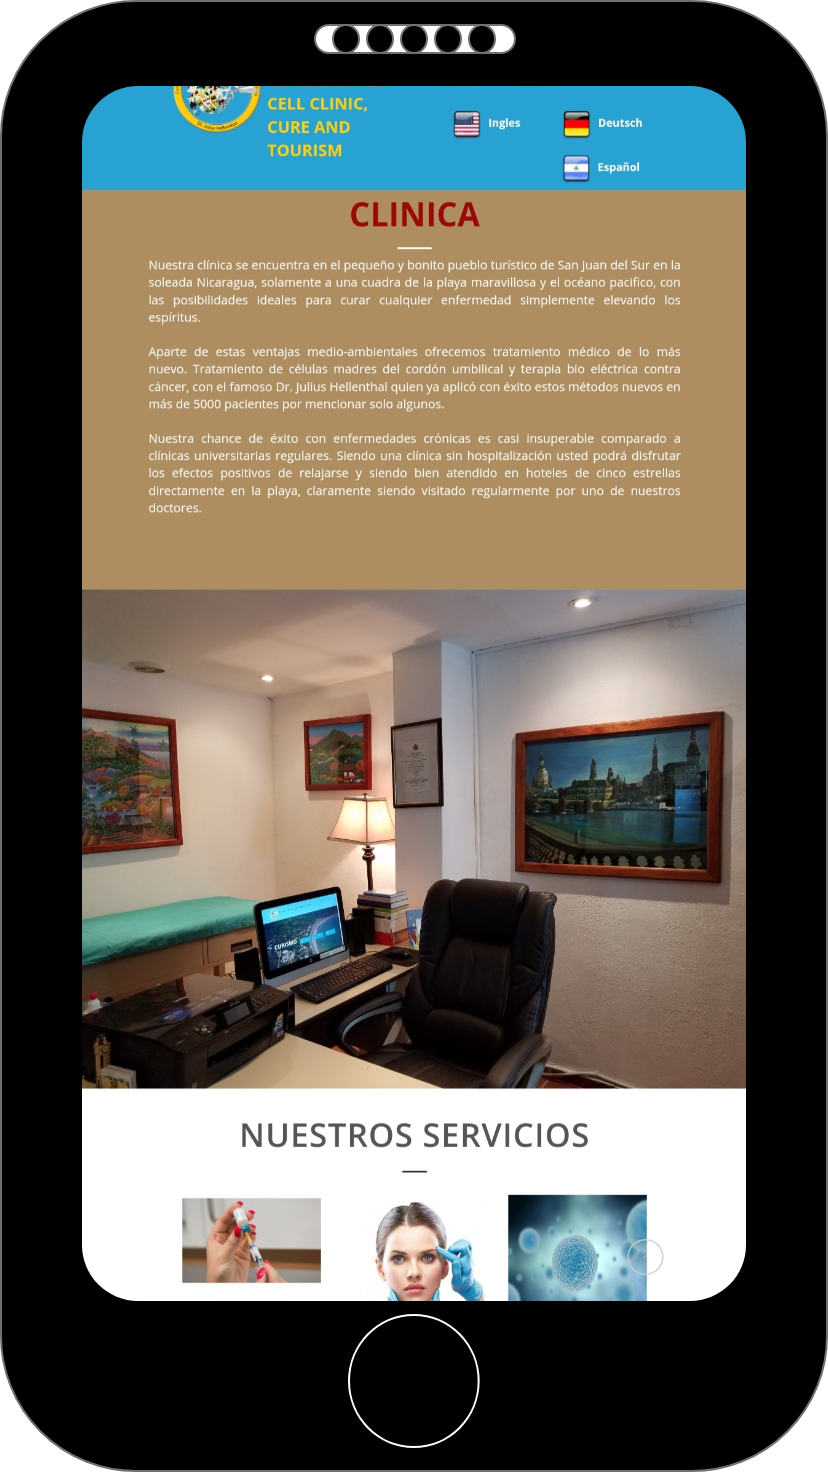 CELL CLINIC,
CURE AND
TOURISM
Ingles
Deutsch
Español
CLINICA
Nuestra clínica se encuentra en el pequeño y bonito pueblo turístico de San Juan del Sur en la
soleada Nicaragua, solamente a una cuadra de la playa maravillosa y el océano pacifico, con
las posibilidades ideales para curar cualquier enfermedad simplemente elevando los
espíritus.
Aparte de estas ventajas medio-ambientales ofrecemos tratamiento médico de lo más
nuevo. Tratamiento de células madres del cordón umbilical y terapia bio eléctrica contra
cáncer, con el famoso Dr. Julius Hellenthal quien ya aplicó con éxito estos métodos nuevos en
más de 5000 pacientes por mencionar solo algunos.
Nuestra chance de éxito con enfermedades crónicas es casi insuperable comparado a
clínicas universitarias regulares. Siendo una clínica sin hospitalización usted podrá disfrutar
los efectos positivos de relajarse y siendo bien atendido en hoteles de cinco estrellas
directamente en la playa, claramente siendo visitado regularmente por uno de nuestros
doctores.
CURISMO
NUESTROS SERVICIOS